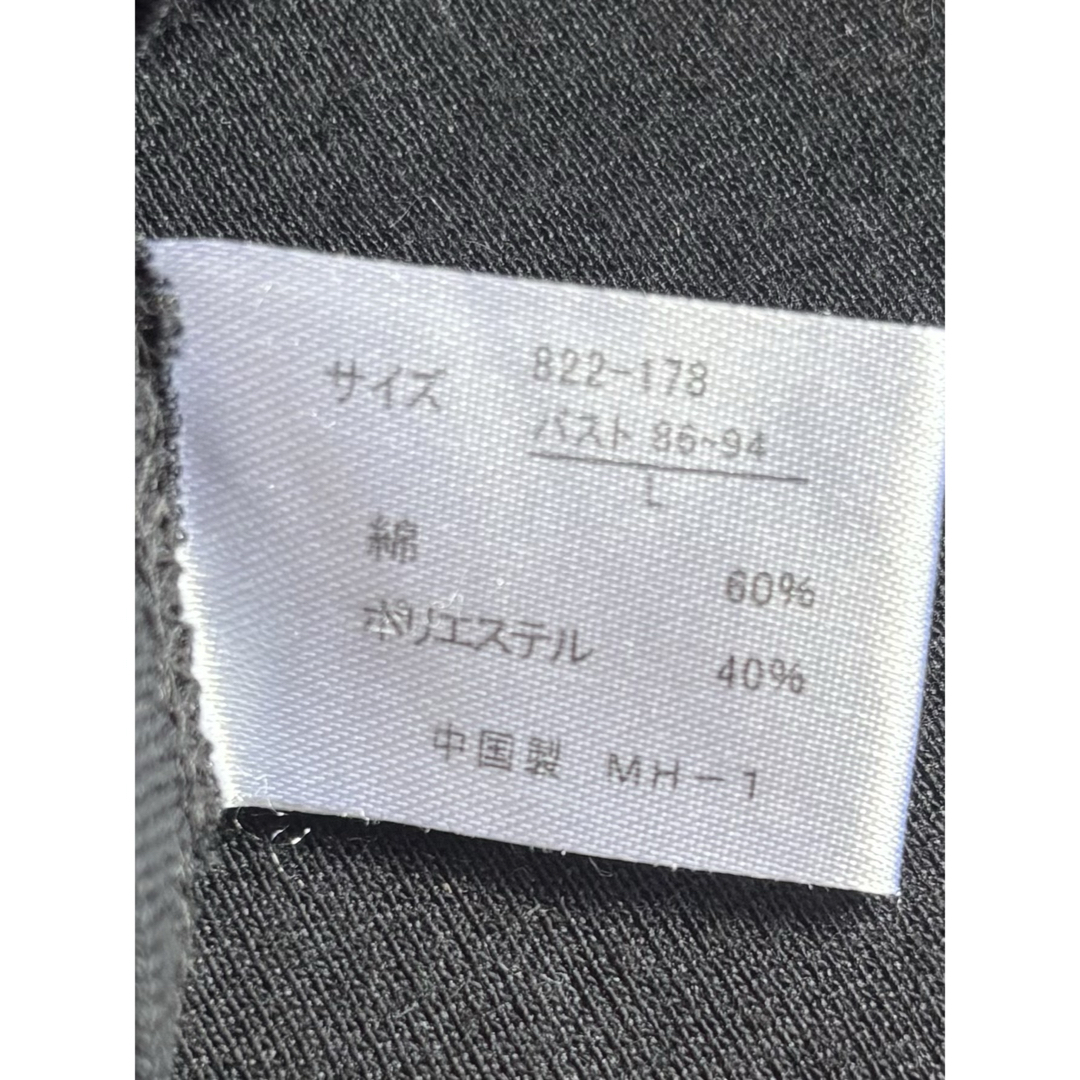 サイズ 822-178
バスト 86~94
L
綿 60%
ポリエステル 40%
中国製 MH-1